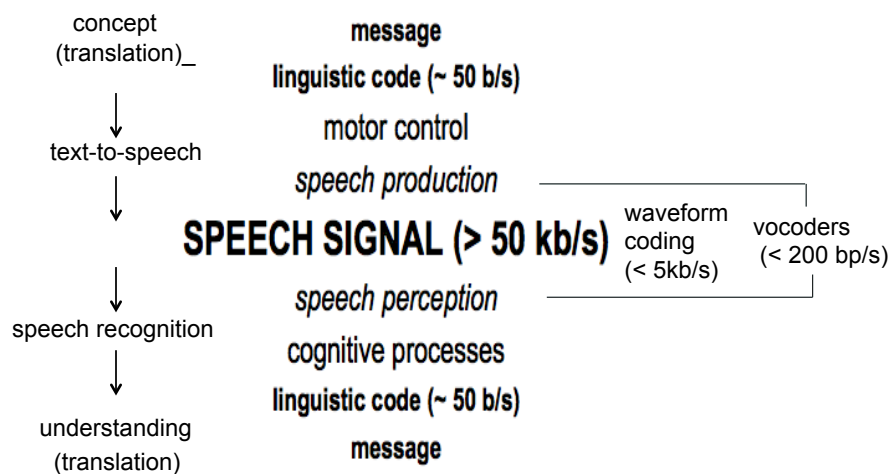 concept
(translation)_
text-to-speech
speech recognition
understanding
(translation)
message
linguistic code (~ 50 b/s)
motor control
speech production
SPEECH SIGNAL (> 50 kb/s)
speech perception
cognitive processes
linguistic code (~ 50 b/s)
message
waveform
coding
(< 5kb/s)
vocoders
(< 200 bp/s)